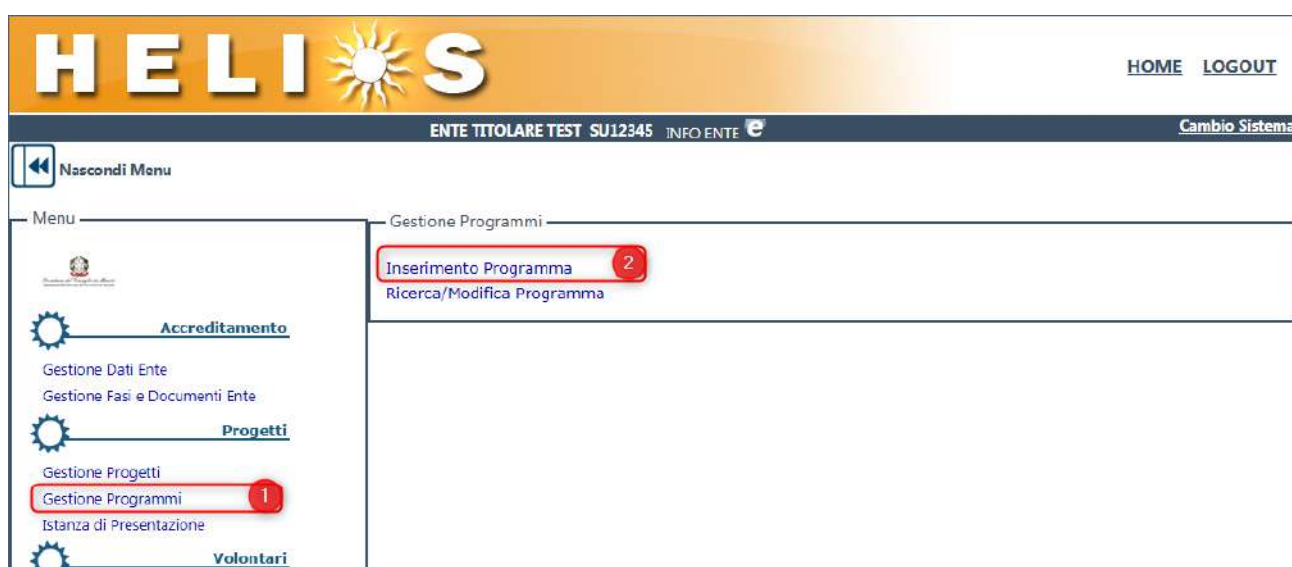 HELIOS
HOME LOGOUT
ENTE TITOLARE TEST SU12345 INFO ENTE
Cambio Sistema
Nascondi Menu
Menu
Gestione Programmi
Inserimento Programma 2
Ricerca/Modifica Programma
Accreditamento
Gestione Dati Ente
Gestione Fasi e Documenti Ente
Progetti
Gestione Progetti
Gestione Programmi 1
Istanza di Presentazione
Volontari